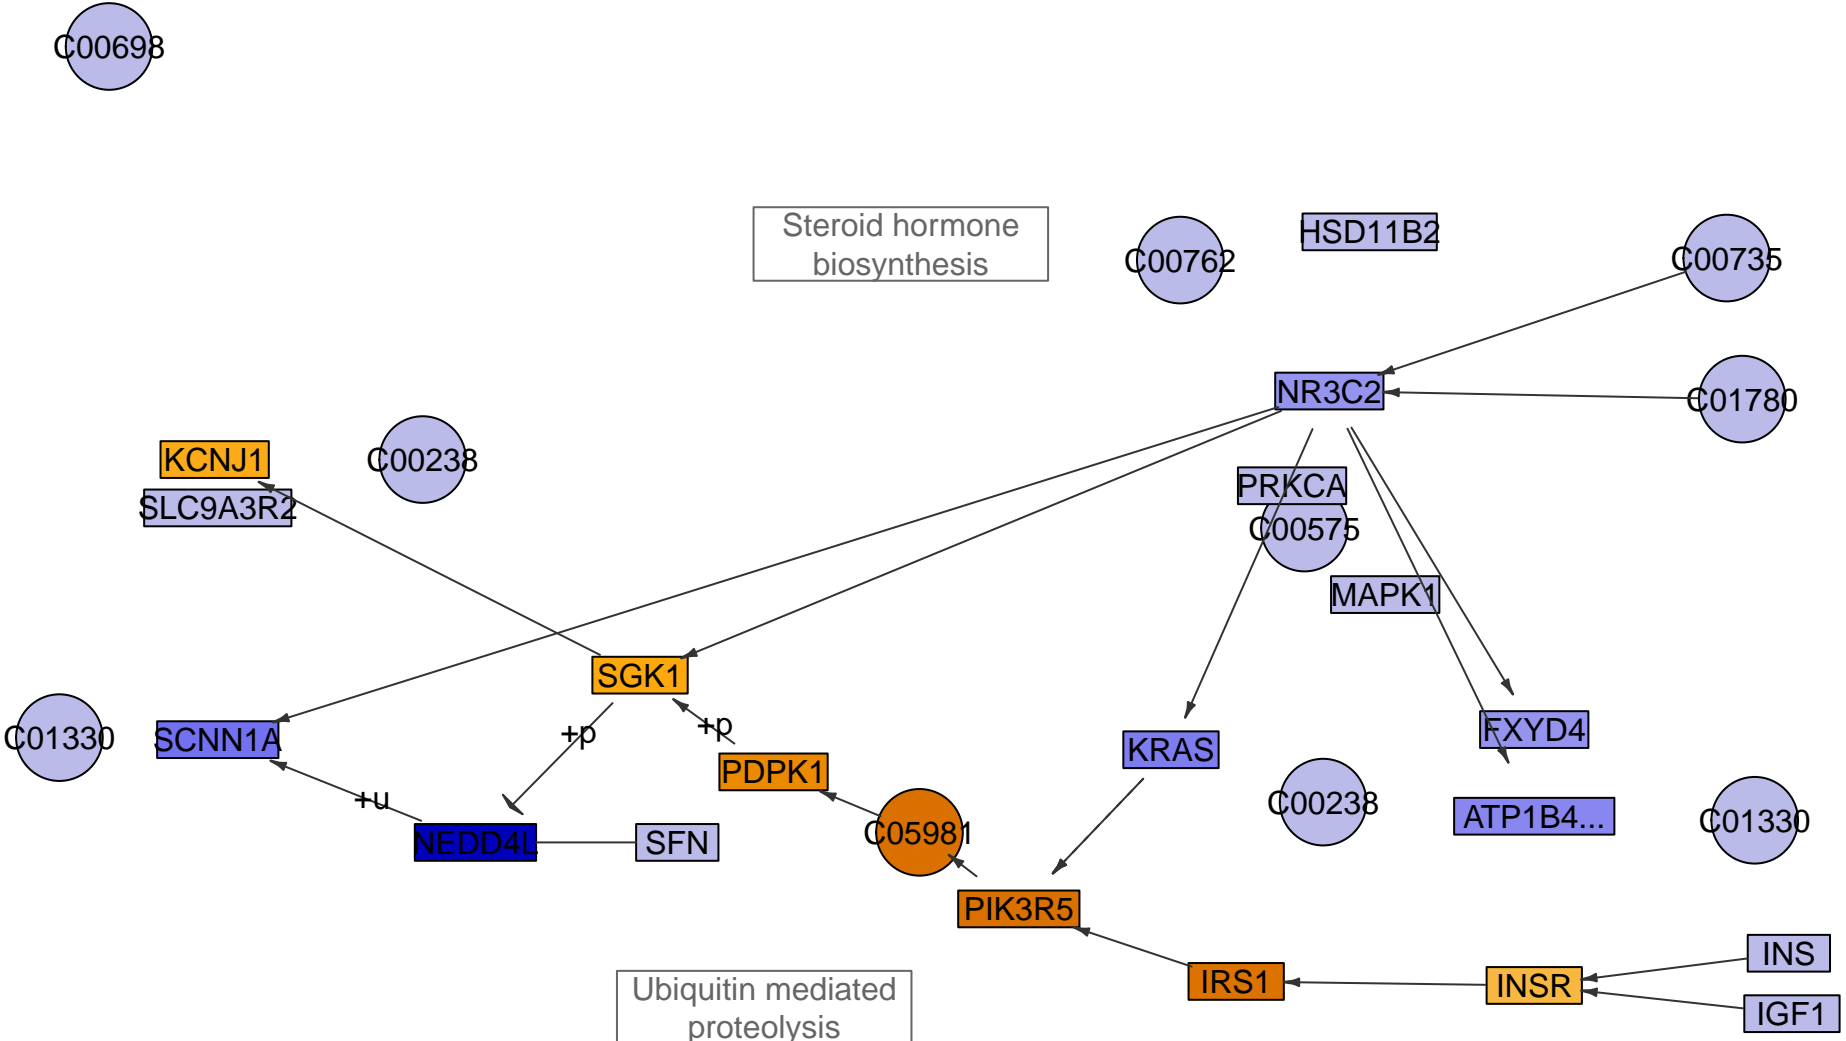 C00698
Steroid hormone
biosynthesis
C00762
HSD11B2
C00735
NR3C2
C01780
KCNJ1
C00238
SLC9A3R2
PRKCA
C00575
MAPK1
SGK1
C01330
SCNN1A
+p
+p
KRAS
FXYD4
PDPK1
+u
C00238
ATP1B4...
C01330
NEDD4L
SFN
C05981
PIK3R5
INS
IRS1
INSR
IGF1
Ubiquitin mediated
proteolysis